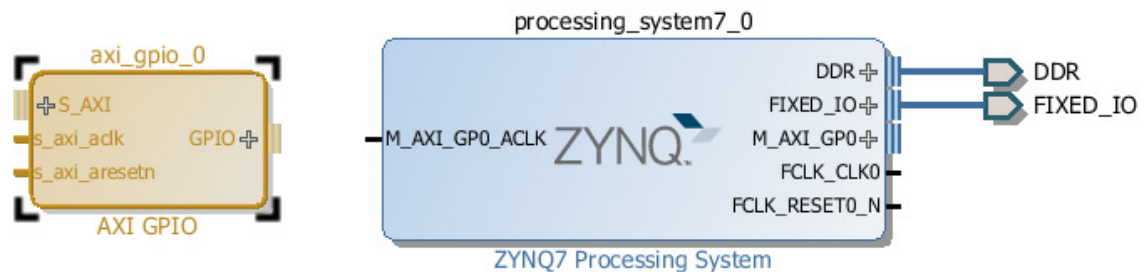 axi_gpio_0
S_AXI
s_axi_aclk
GPIO
s_axi_aresetn
AXI GPIO
processing_system7_0
DDR
FIXED_IO
M_AXI_GP0_ACLK
ZYNQ
M_AXI_GP0
FCLK_CLK0
FCLK_RESET0_N
ZYNQ7 Processing System
DDR
FIXED_IO